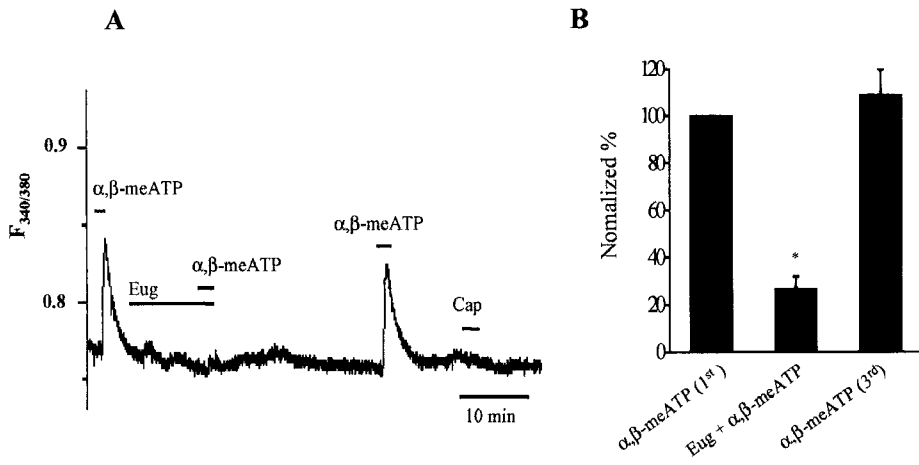 A
B
F340/380
0.9
0.8
α,β-meATP
Eug
α,β-meATP
α,β-meATP
Cap
10 min
Nomalized %
120
100
80
60
40
20
0
*
α,β-meATP (1st)
Eug + α,β-meATP
α,β-meATP (3rd)